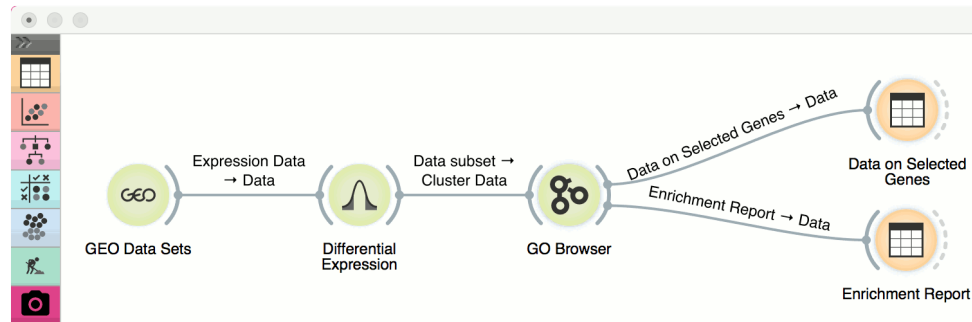 Expression Data
→ Data
Data subset →
Cluster Data
Data on Selected Genes → Data
Enrichment Report → Data
GEO
GEO Data Sets
Differential
Expression
GO Browser
Data on Selected
Genes
Enrichment Report